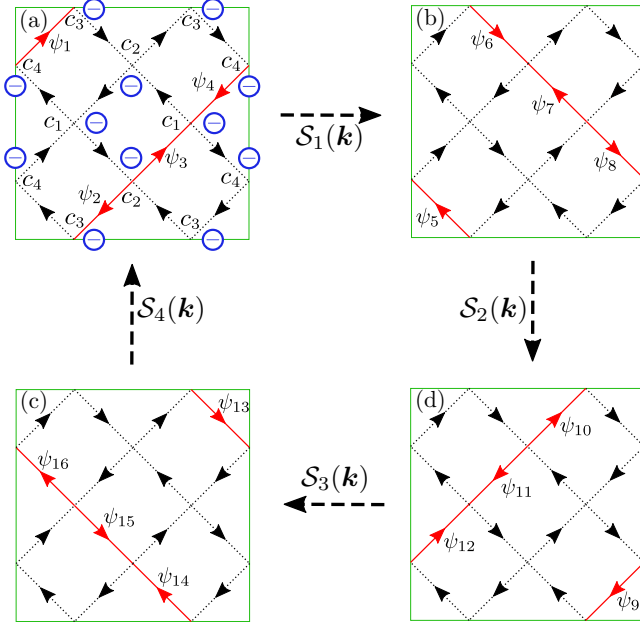 (a) c₃ c₃ (b)
ψ₁ c₂ ψ₆
c₄ c₄
ψ₄
− − − − ψ₇
c₁ − c₁ − 𝒮₁(𝒌)
− − − ψ₃ ψ₈
c₄ ψ₂ c₂ c₄
c₃ c₃ ψ₅
− −
𝒮₄(𝒌) 𝒮₂(𝒌)
(c) ψ₁₃ (d)
ψ₁₀
ψ₁₆ 𝒮₃(𝒌) ψ₁₁
ψ₁₅ ψ₁₂
ψ₁₄ ψ₉